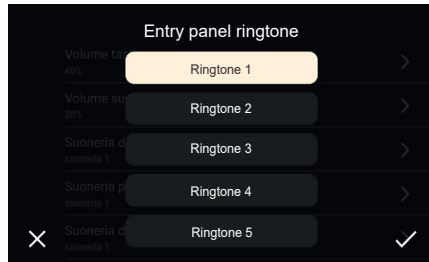 Entry panel ringtone
Volume tas
40%
Ringtone 1
Volume su
20%
Ringtone 2
Suoneria d
suoneria 1
Ringtone 3
Suoneria p
suoneria 1
Ringtone 4
Suoneria d
suoneria 1
Ringtone 5